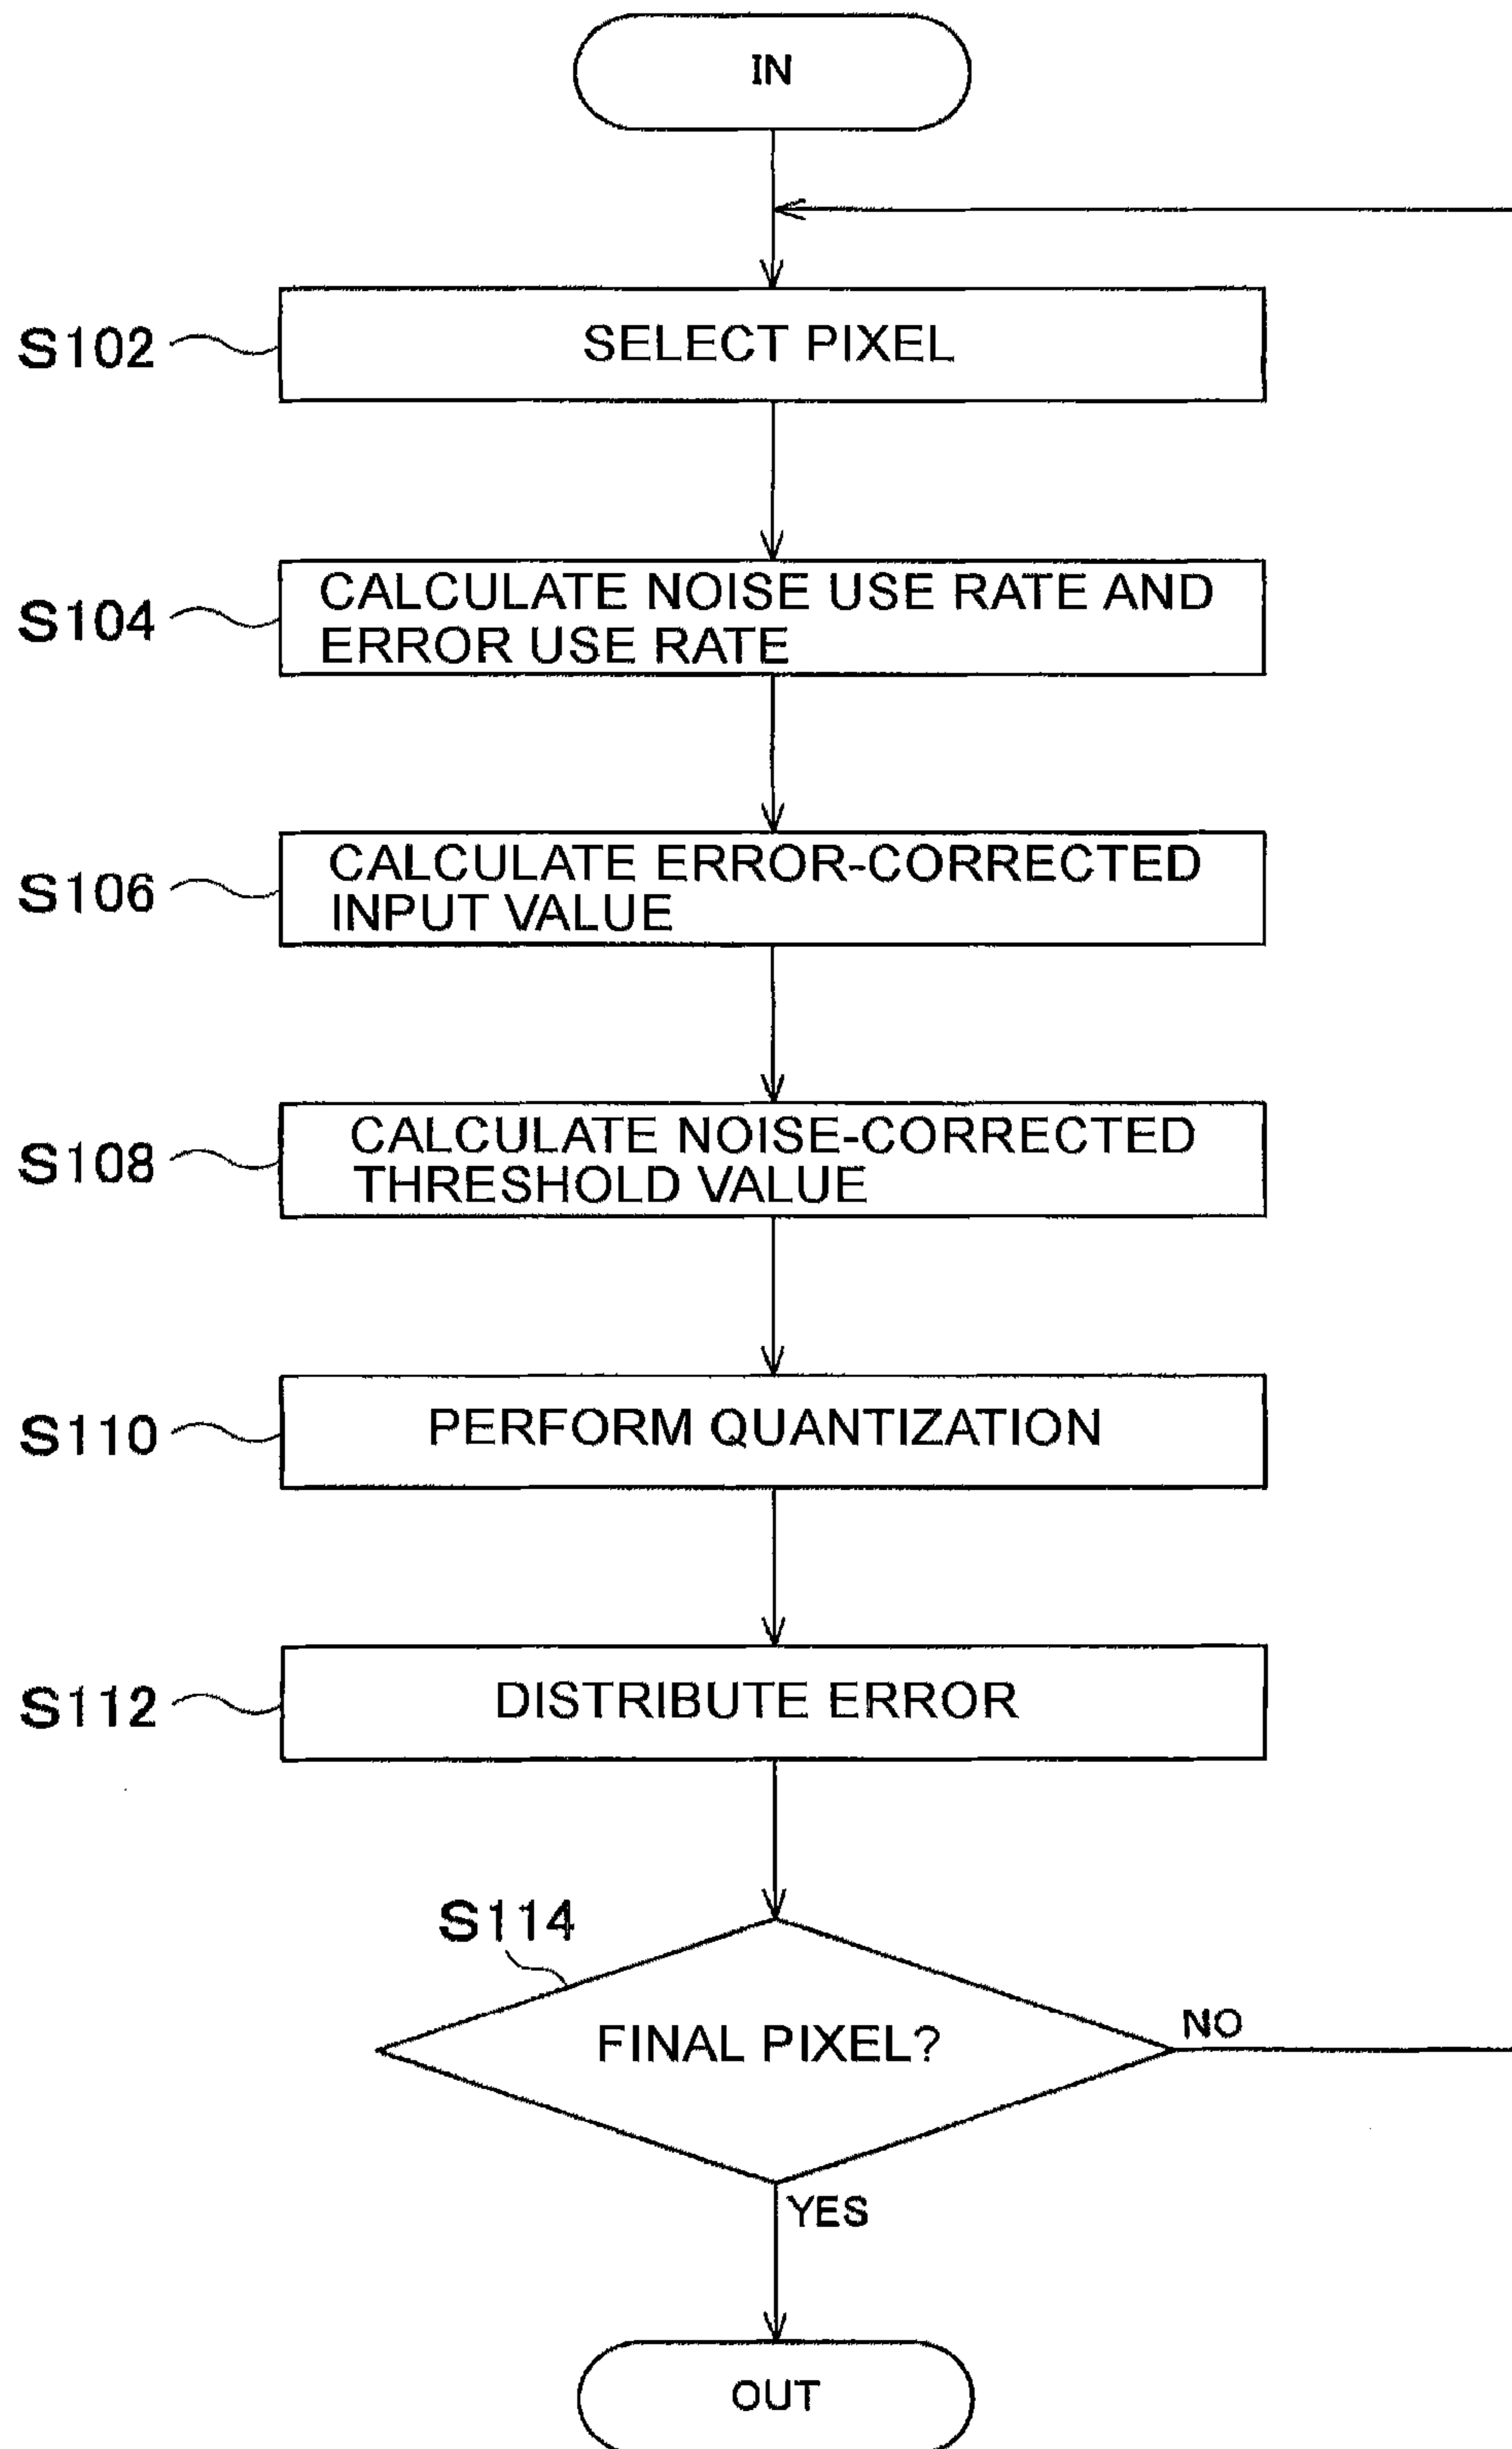 IN
S102
SELECT PIXEL
S104
CALCULATE NOISE USE RATE AND
ERROR USE RATE
S106
CALCULATE ERROR-CORRECTED
INPUT VALUE
S108
CALCULATE NOISE-CORRECTED
THRESHOLD VALUE
S110
PERFORM QUANTIZATION
S112
DISTRIBUTE ERROR
S114
FINAL PIXEL?
NO
YES
OUT